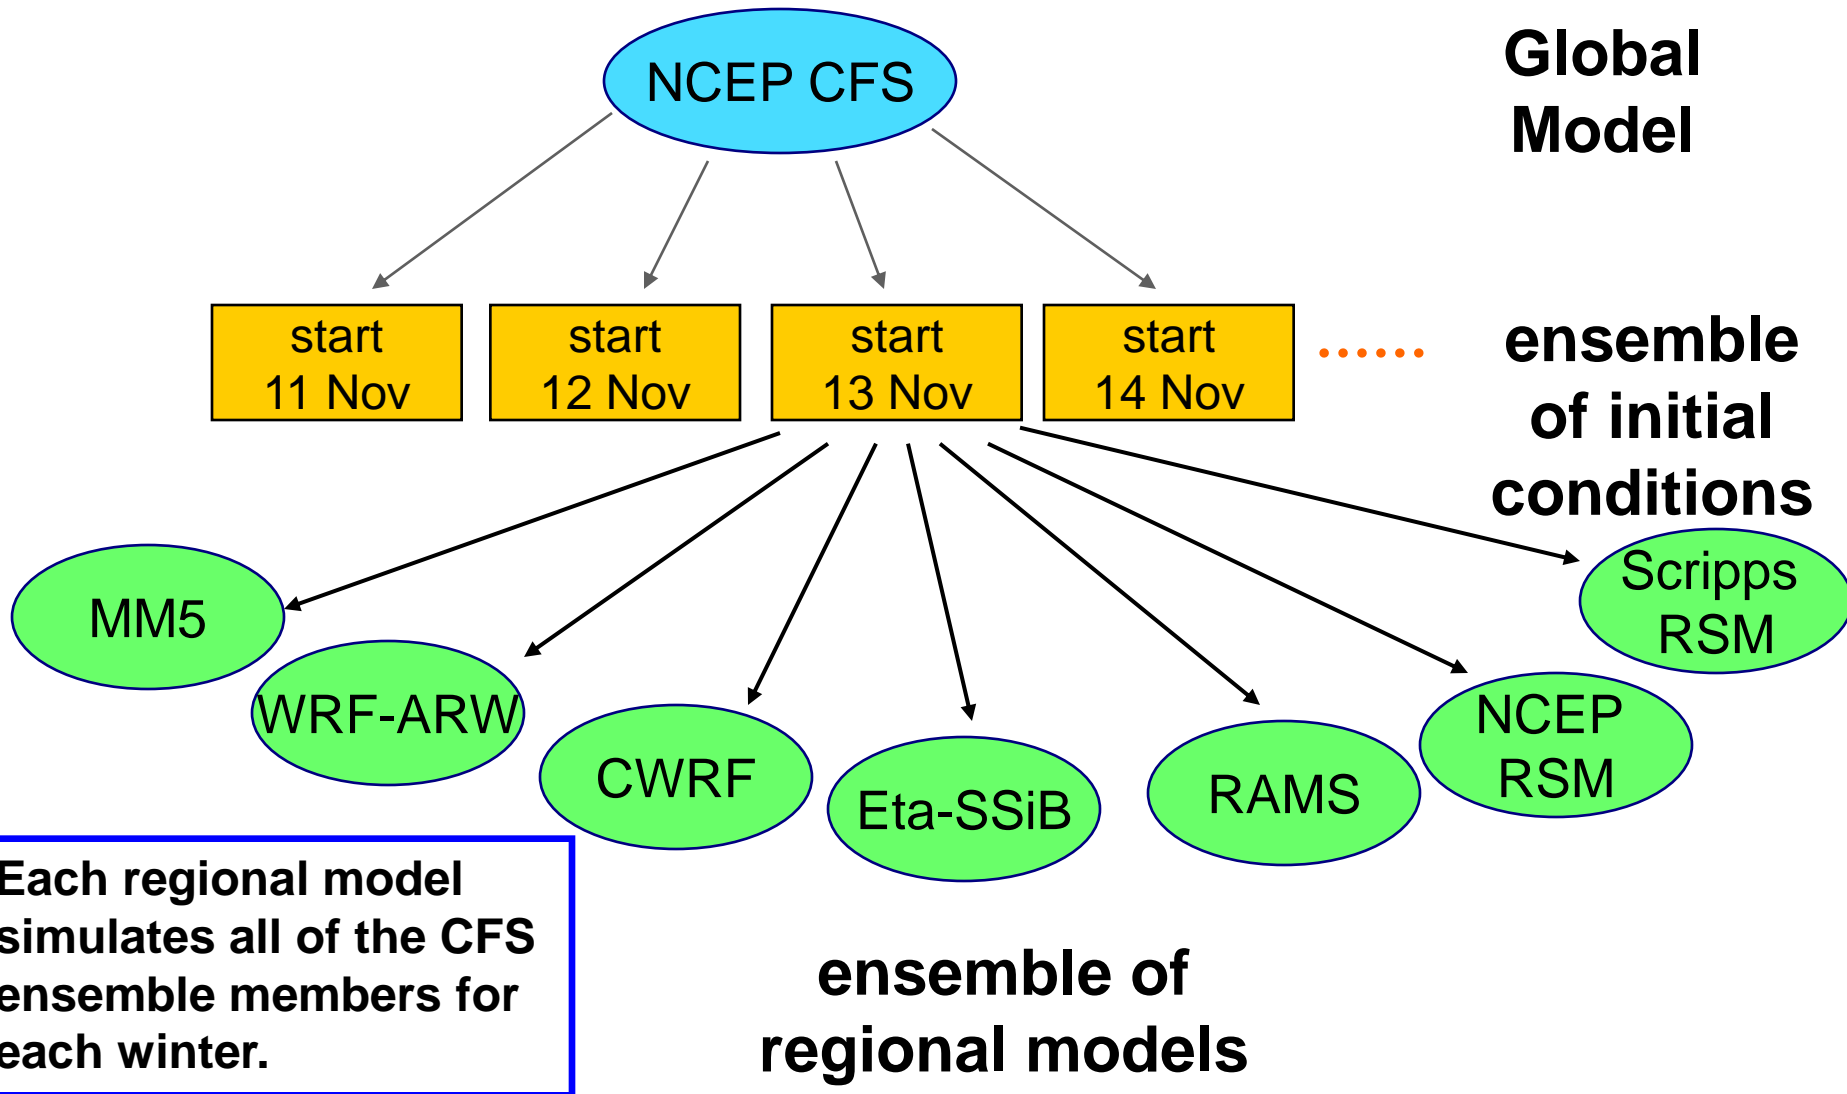 NCEP CFS
Global
Model
start
11 Nov
start
12 Nov
start
13 Nov
start
14 Nov
......
ensemble
of initial
conditions
MM5
WRF-ARW
CWRF
Eta-SSiB
RAMS
NCEP
RSM
Scripps
RSM
Each regional model
simulates all of the CFS
ensemble members for
each winter.
ensemble of
regional models